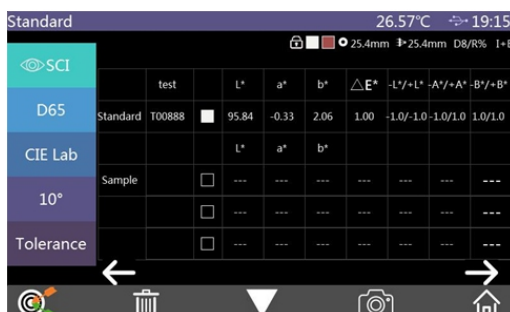 Standard 26.57℃ 19:15
25.4mm 25.4mm D8/R% I+E
SCI
test L* a* b* △E* -L*/+L* -A*/+A* -B*/+B*
D65
Standard T00888 95.84 -0.33 2.06 1.00 -1.0/-1.0 -1.0/1.0 1.0/1.0
CIE Lab
L* a* b*
Sample --- --- --- --- --- --- ---
10°
--- --- --- --- --- --- ---
Tolerance
--- --- --- --- --- --- ---